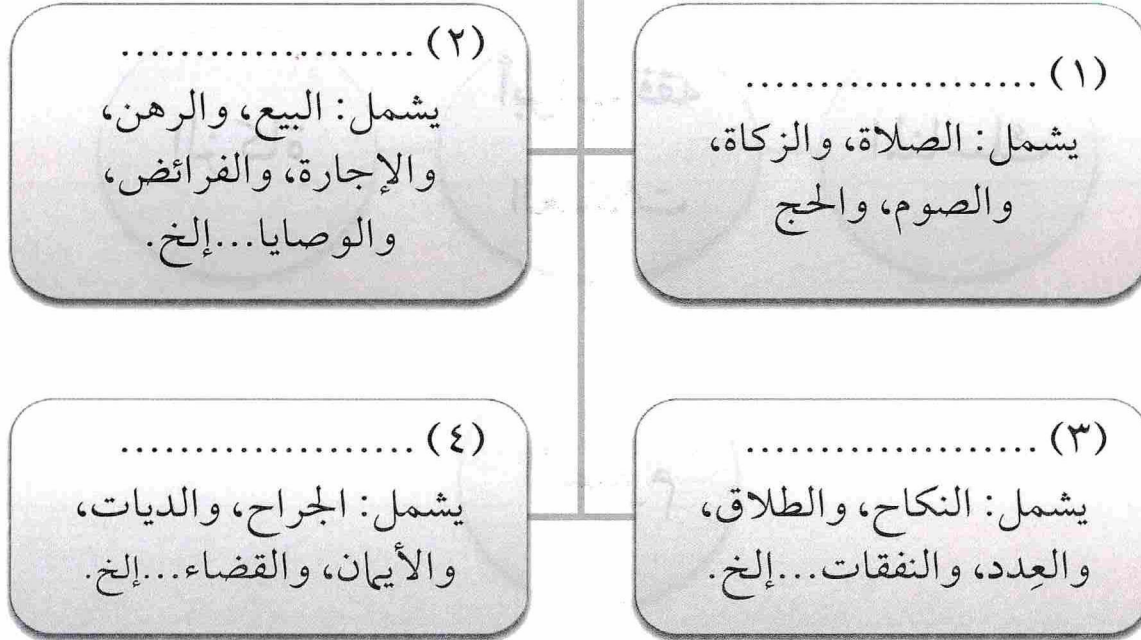 (١) ....................
يشمل: الصلاة، والزكاة،
والصوم، والحج
(٢) ....................
يشمل: البيع، والرهن،
والإجارة، والفرائض،
والوصايا...إلخ.
(٣) ....................
يشمل: النكاح، والطلاق،
والعِدد، والنفقات...إلخ.
(٤) ....................
يشمل: الجراح، والديات،
والأيمان، والقضاء...إلخ.